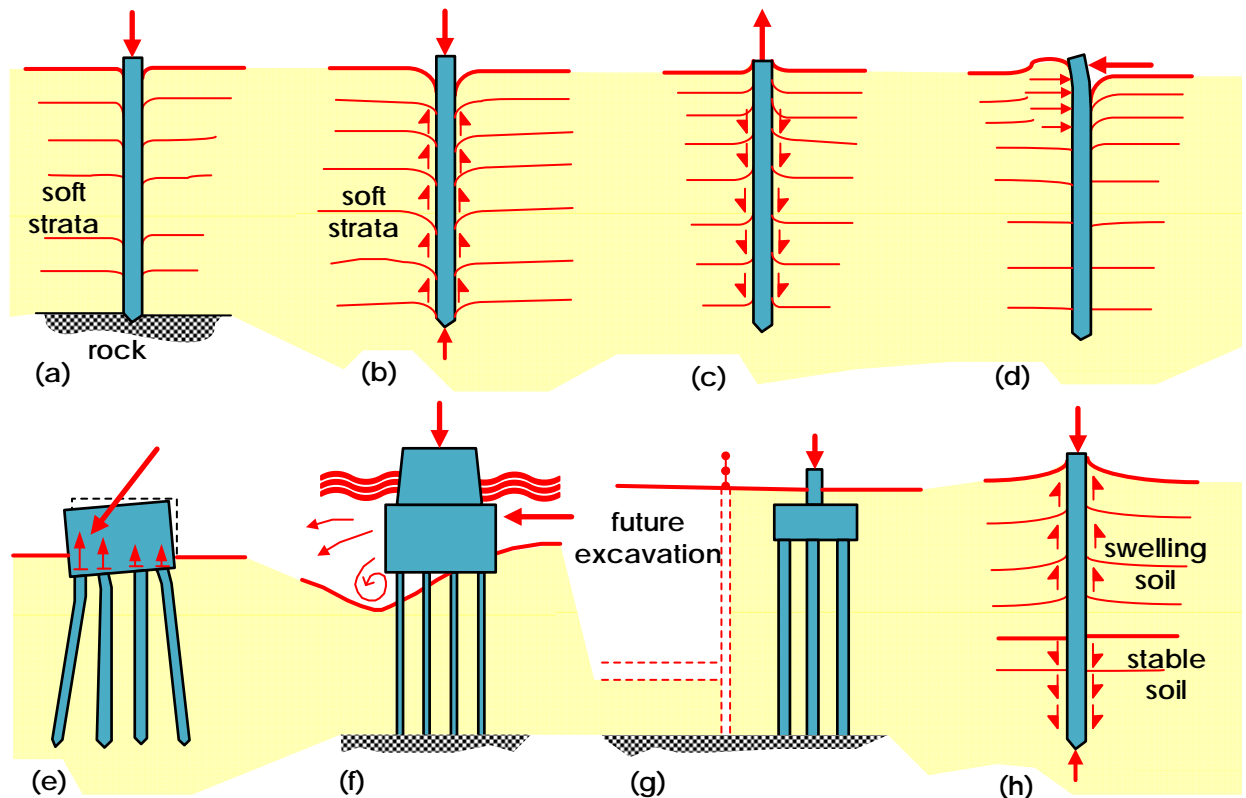 soft
strata
rock
(a)
soft
strata
(b)
(c)
(d)
(e)
(f)
future
excavation
(g)
swelling
soil
stable
soil
(h)